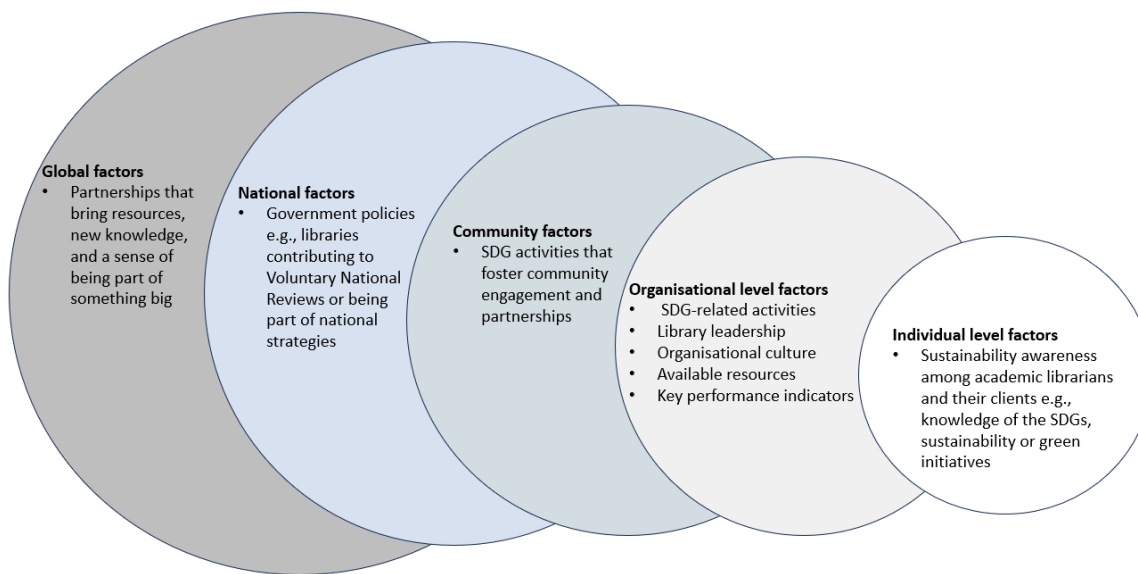 Global factors
• Partnerships that
bring resources,
new knowledge,
and a sense of
being part of
something big
National factors
• Government policies
e.g., libraries
contributing to
Voluntary National
Reviews or being
part of national
strategies
Community factors
• SDG activities that
foster community
engagement and
partnerships
Organisational level factors
• SDG-related activities
• Library leadership
• Organisational culture
• Available resources
• Key performance indicators
Individual level factors
• Sustainability awareness
among academic librarians
and their clients e.g.,
knowledge of the SDGs,
sustainability or green
initiatives